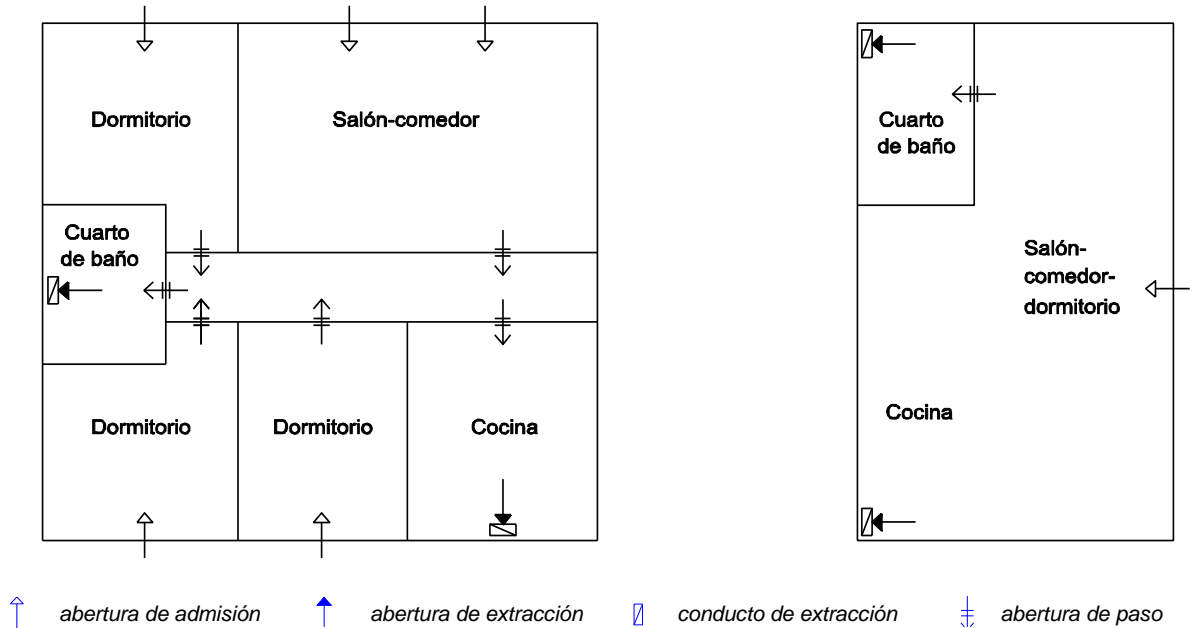 Dormitorio
Salón-comedor
Cuarto
de baño
Dormitorio
Dormitorio
Cocina
Cuarto
de baño
Salón-
comedor-
dormitorio
Cocina
abertura de admisión
abertura de extracción
conducto de extracción
abertura de paso